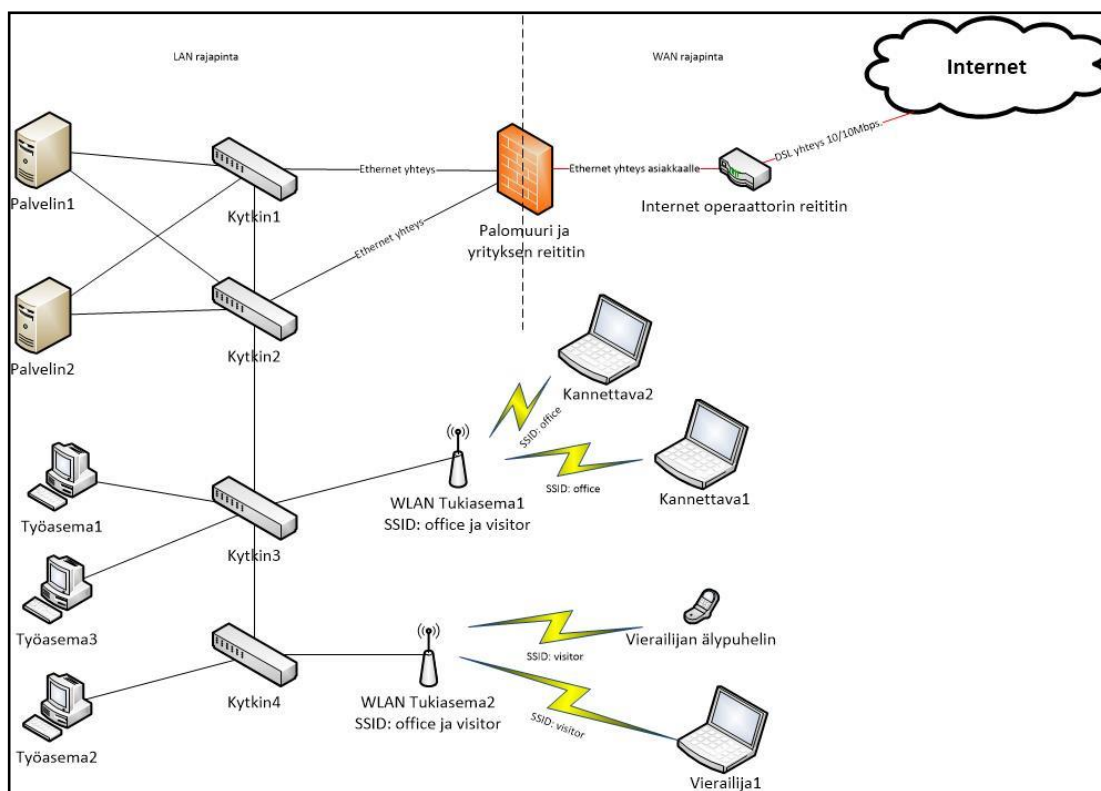 LAN rajapinta
WAN rajapinta
Internet
DSL yhteys 10/10Mbps.
Ethernet yhteys
Ethernet yhteys asiakkaalle
Palvelin1
Kytkin1
Palomuuri ja
yrityksen reititin
Internet operaattorin reititin
Ethernet yhteys
Palvelin2
Kytkin2
Kannettava2
SSID: office
SSID: office
Kannettava1
Työasema1
Kytkin3
WLAN Tukiasema1
SSID: office ja visitor
Työasema3
Vierailijan älypuhelin
SSID: visitor
Kytkin4
WLAN Tukiasema2
SSID: office ja visitor
SSID: visitor
Työasema2
Vierailija1